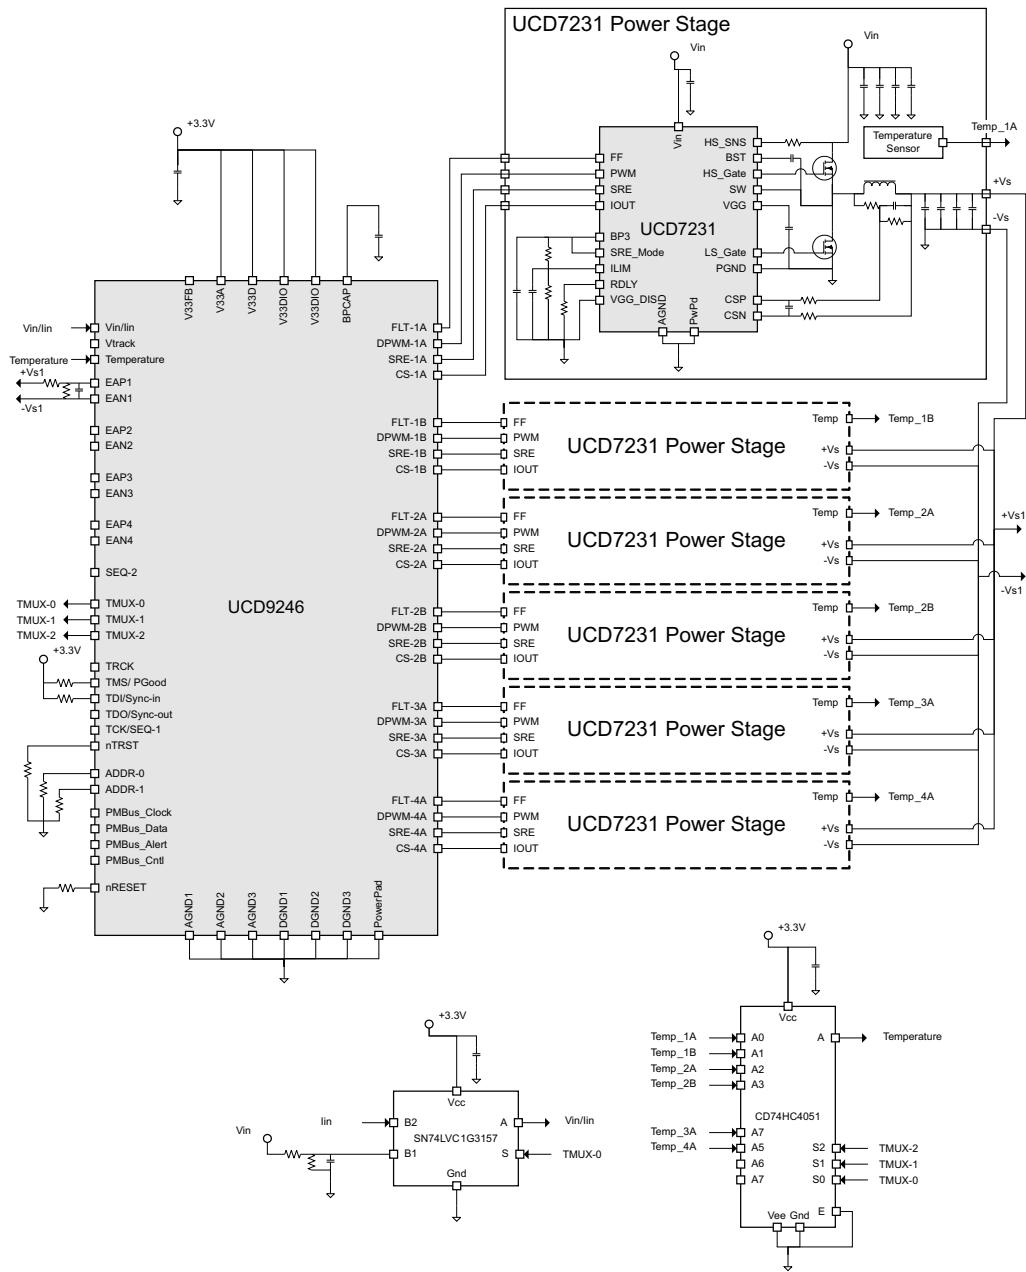 UCD7231 Power Stage
Vin
Vin
+3.3V
Temp_1A
Temperature
Sensor
Vin
HS_SNS
FF
BST
PWM
HS_Gate
SRE
SW
+Vs
IOUT
VGG
-Vs
UCD7231
BP3
SRE_Mode
LS_Gate
ILIM
PGND
RDLY
VGG_DIS
CSP
AGND
PwPd
CSN
V33FB
V33A
V33D
V33DIO
V33DIO
BPCAP
Vin/Iin
Vin/Iin
FLT-1A
Vtrack
DPWM-1A
Temperature
Temperature
SRE-1A
+Vs1
CS-1A
EAP1
EAN1
-Vs1
FLT-1B
FF
Temp
Temp_1B
EAP2
DPWM-1B
PWM
UCD7231 Power Stage
EAN2
SRE-1B
SRE
+Vs
CS-1B
IOUT
-Vs
EAP3
EAN3
FLT-2A
FF
Temp
Temp_2A
EAP4
DPWM-2A
PWM
UCD7231 Power Stage
+Vs1
EAN4
SRE-2A
SRE
+Vs
CS-2A
IOUT
-Vs
SEQ-2
-Vs1
TMUX-0
TMUX-0
UCD9246
FLT-2B
FF
Temp
Temp_2B
TMUX-1
TMUX-1
DPWM-2B
PWM
UCD7231 Power Stage
TMUX-2
TMUX-2
SRE-2B
SRE
+Vs
+3.3V
CS-2B
IOUT
-Vs
TRCK
TMS/ PGood
TDI/Sync-in
FLT-3A
FF
Temp
Temp_3A
TDO/Sync-out
DPWM-3A
PWM
UCD7231 Power Stage
TCK/SEQ-1
SRE-3A
SRE
+Vs
nTRST
CS-3A
IOUT
-Vs
ADDR-0
ADDR-1
FLT-4A
FF
Temp
Temp_4A
PMBus_Clock
DPWM-4A
PWM
UCD7231 Power Stage
PMBus_Data
SRE-4A
SRE
+Vs
PMBus_Alert
CS-4A
IOUT
-Vs
PMBus_Cntl
nRESET
AGND1
AGND2
AGND3
DGND1
DGND2
DGND3
PowerPad
+3.3V
Vcc
Temp_1A
A0
A
Temperature
Temp_1B
A1
Temp_2A
A2
Temp_2B
A3
CD74HC4051
Temp_3A
A7
Temp_4A
A5
S2
TMUX-2
A6
S1
TMUX-1
A7
S0
TMUX-0
E
Vee
Gnd
+3.3V
Vcc
Iin
B2
A
Vin/Iin
SN74LVC1G3157
Vin
B1
S
TMUX-0
Gnd